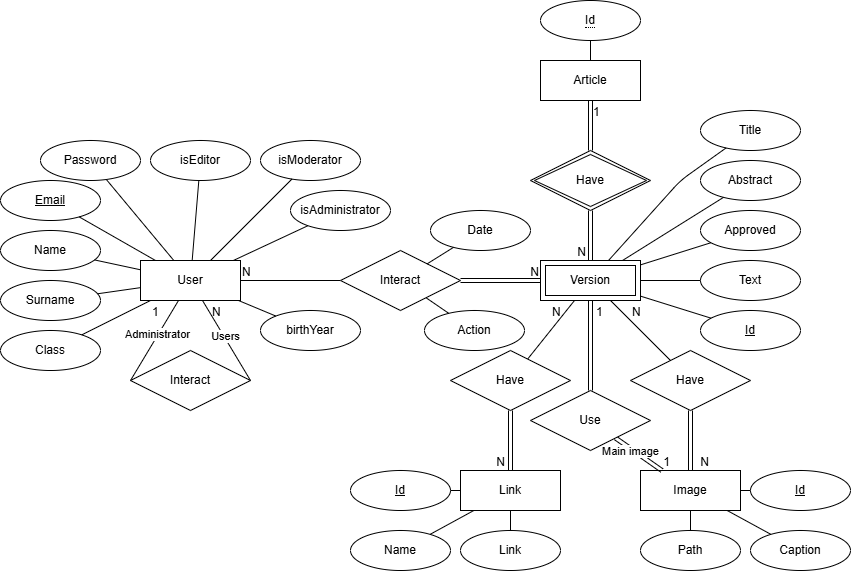 Id
Article
1
Have
Title
Password
isEditor
isModerator
Abstract
Email
isAdministrator
Name
Date
N
Approved
User
N
Interact
N
Version
Text
Surname
1
N
birthYear
Action
N
1
N
Id
Administrator
Users
Class
Interact
Have
Have
Use
Main image
N
1
N
Id
Link
Image
Id
Name
Link
Path
Caption